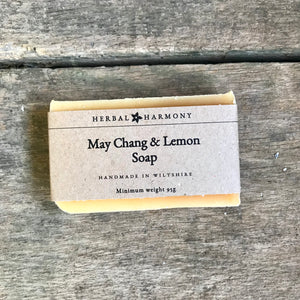 HERBAL HARMONY
May Chang & Lemon
Soap
HANDMADE IN WILTSHIRE
Minimum weight 95g